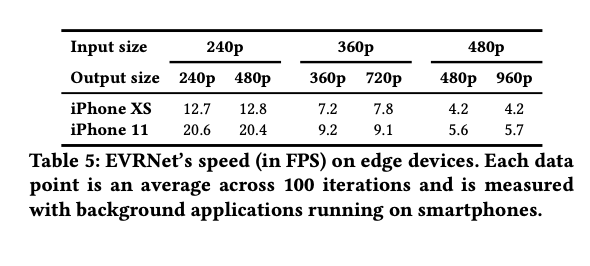 Input size 240p 360p 480p
Output size 240p 480p 360p 720p 480p 960p
iPhone XS 12.7 12.8 7.2 7.8 4.2 4.2
iPhone 11 20.6 20.4 9.2 9.1 5.6 5.7
Table 5: EVRNet's speed (in FPS) on edge devices. Each data
point is an average across 100 iterations and is measured
with background applications running on smartphones.